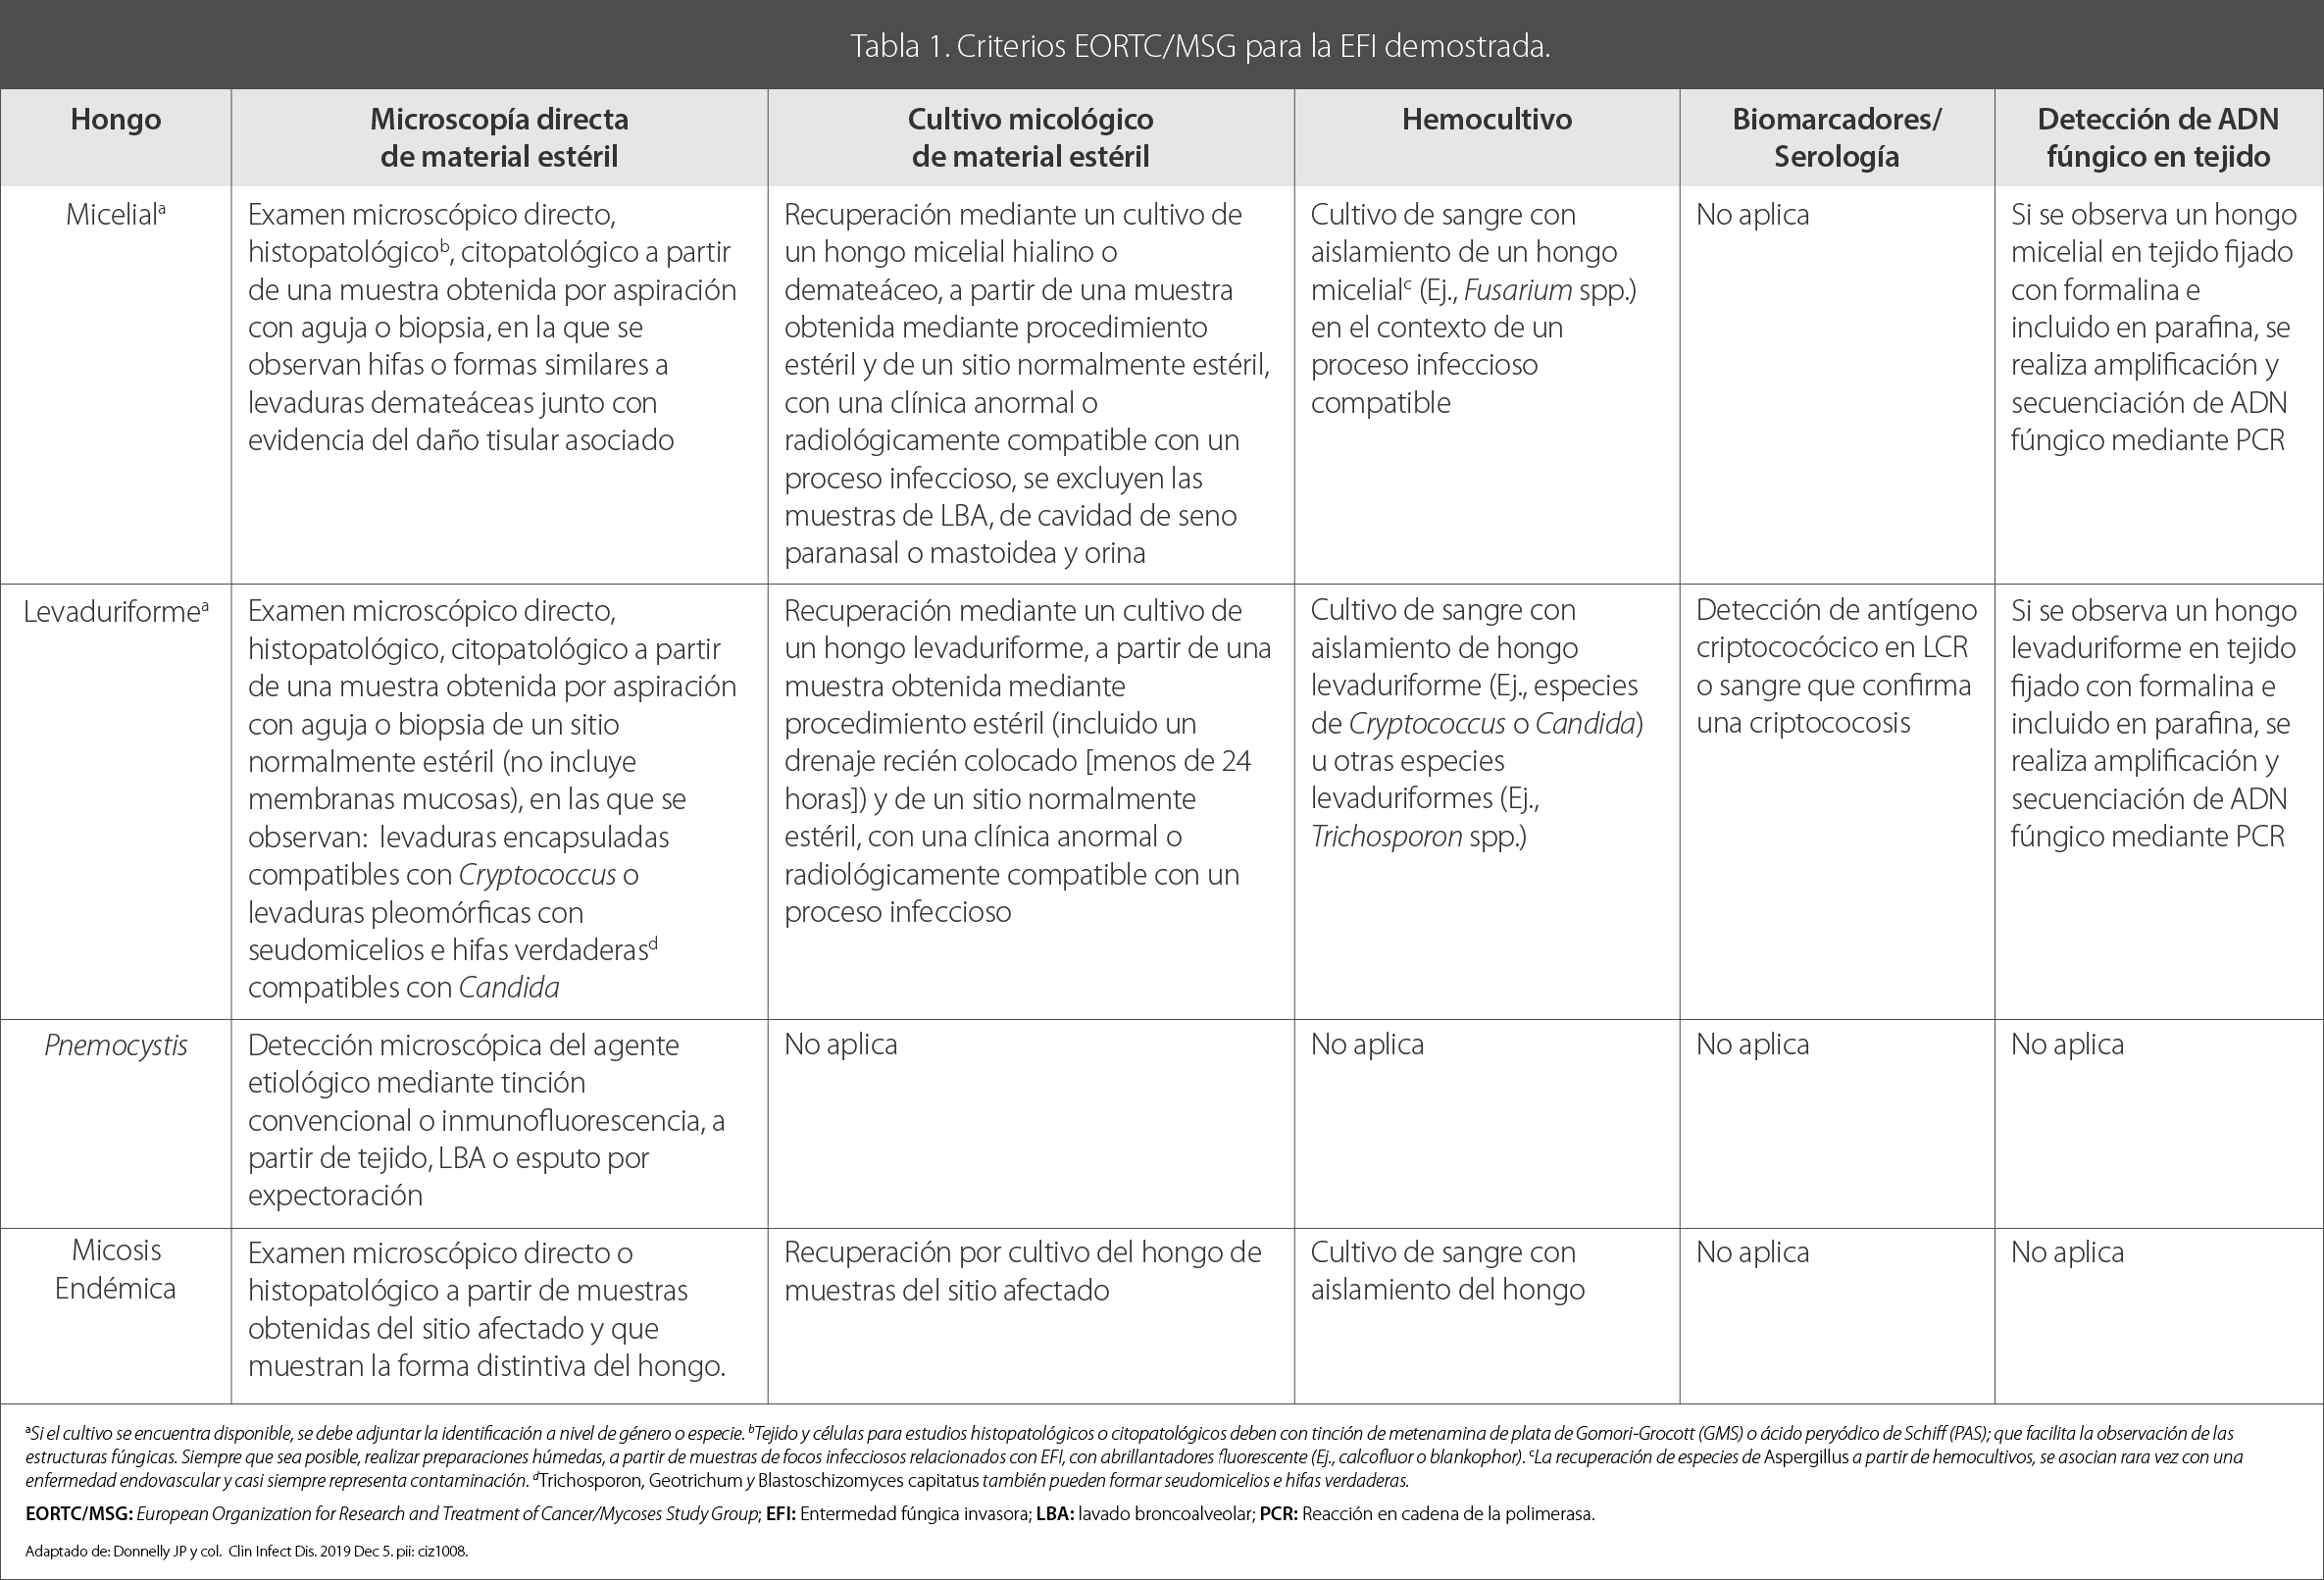 Tabla 1. Criterios EORTC/MSG para la EFI demostrada.
Hongo
Microscopía directa
de material estéril
Cultivo micológico
de material estéril
Hemocultivo
Biomarcadores/
Serología
Detección de ADN
fúngico en tejido
Micelialª
Examen microscópico directo,
histopatológicoᵇ, citopatológico a partir
de una muestra obtenida por aspiración
con aguja o biopsia, en la que se
observan hifas o formas similares a
levaduras demateáceas junto con
evidencia del daño tisular asociado
Recuperación mediante un cultivo de
un hongo micelial hialino o
demateáceo, a partir de una muestra
obtenida mediante procedimiento
estéril y de un sitio normalmente estéril,
con una clínica anormal o
radiológicamente compatible con un
proceso infeccioso, se excluyen las
muestras de LBA, de cavidad de seno
paranasal o mastoidea y orina
Cultivo de sangre con
aislamiento de un hongo
micelialᶜ (Ej., Fusarium spp.)
en el contexto de un
proceso infeccioso
compatible
No aplica
Si se observa un hongo
micelial en tejido fijado
con formalina e
incluido en parafina, se
realiza amplificación y
secuenciación de ADN
fúngico mediante PCR
Levaduriformeª
Examen microscópico directo,
histopatológico, citopatológico a partir
de una muestra obtenida por aspiración
con aguja o biopsia de un sitio
normalmente estéril (no incluye
membranas mucosas), en las que se
observan: levaduras encapsuladas
compatibles con Cryptococcus o
levaduras pleomórficas con
seudomicelios e hifas verdaderasᵈ
compatibles con Candida
Recuperación mediante un cultivo de
un hongo levaduriforme, a partir de una
muestra obtenida mediante
procedimiento estéril (incluido un
drenaje recién colocado [menos de 24
horas]) y de un sitio normalmente
estéril, con una clínica anormal o
radiológicamente compatible con un
proceso infeccioso
Cultivo de sangre con
aislamiento de hongo
levaduriforme (Ej., especies
de Cryptococcus o Candida)
u otras especies
levaduriformes (Ej.,
Trichosporon spp.)
Detección de antígeno
criptococócico en LCR
o sangre que confirma
una criptococosis
Si se observa un hongo
levaduriforme en tejido
fijado con formalina e
incluido en parafina, se
realiza amplificación y
secuenciación de ADN
fúngico mediante PCR
Pnemocystis
Detección microscópica del agente
etiológico mediante tinción
convencional o inmunofluorescencia, a
partir de tejido, LBA o esputo por
expectoración
No aplica
No aplica
No aplica
No aplica
Micosis
Endémica
Examen microscópico directo o
histopatológico a partir de muestras
obtenidas del sitio afectado y que
muestran la forma distintiva del hongo.
Recuperación por cultivo del hongo de
muestras del sitio afectado
Cultivo de sangre con
aislamiento del hongo
No aplica
No aplica
ªSi el cultivo se encuentra disponible, se debe adjuntar la identificación a nivel de género o especie. ᵇTejido y células para estudios histopatológicos o citopatológicos deben con tinción de metenamina de plata de Gomori-Grocott (GMS) o ácido peryódico de Schiff (PAS); que facilita la observación de las
estructuras fúngicas. Siempre que sea posible, realizar preparaciones húmedas, a partir de muestras de focos infecciosos relacionados con EFI, con abrillantadores fluorescente (Ej., calcofluor o blankophor). ᶜLa recuperación de especies de Aspergillus a partir de hemocultivos, se asocian rara vez con una
enfermedad endovascular y casi siempre representa contaminación. ᵈTrichosporon, Geotrichum y Blastoschizomyces capitatus también pueden formar seudomicelios e hifas verdaderas.
EORTC/MSG: European Organization for Research and Treatment of Cancer/Mycoses Study Group; EFI: Entermedad fúngica invasora; LBA: lavado broncoalveolar; PCR: Reacción en cadena de la polimerasa.
Adaptado de: Donnelly JP y col. Clin Infect Dis. 2019 Dec 5. pii: ciz1008.